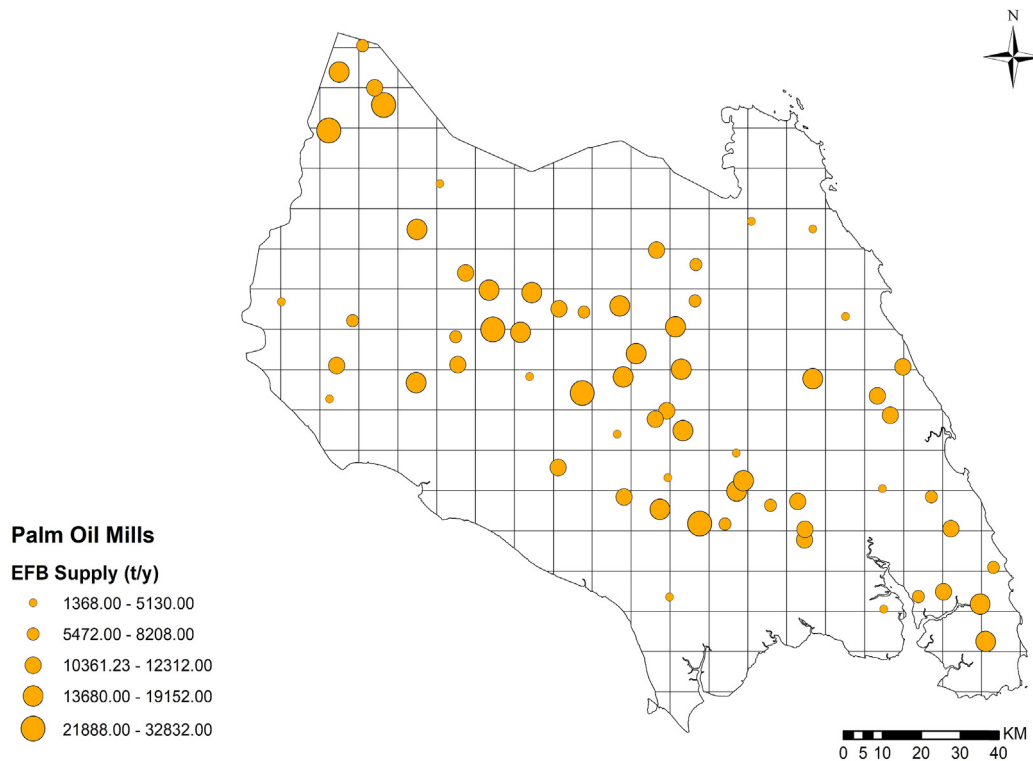 N
Palm Oil Mills
EFB Supply (t/y)
1368.00 - 5130.00
5472.00 - 8208.00
10361.23 - 12312.00
13680.00 - 19152.00
21888.00 - 32832.00
KM
0 5 10 20 30 40